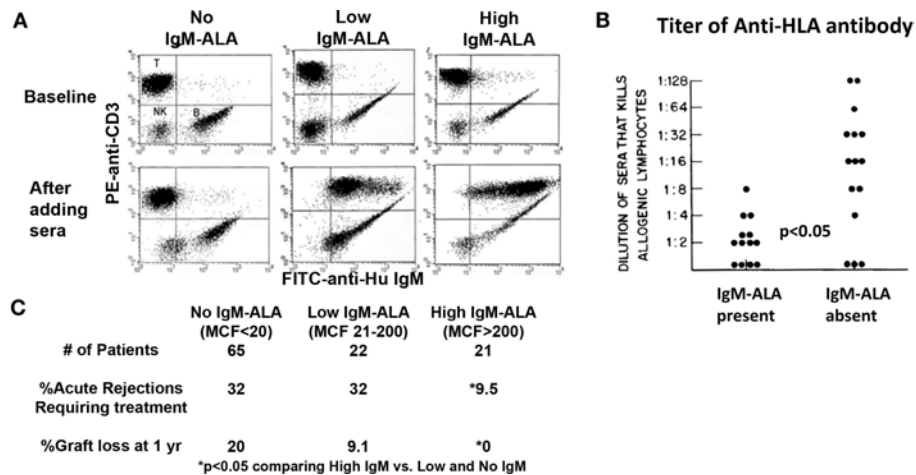 A
No
IgM-ALA
Low
IgM-ALA
High
IgM-ALA
Baseline
After
adding
sera
PE-anti-CD3
T
NK
B
FITC-anti-Hu IgM
B
Titer of Anti-HLA antibody
DILUTION OF SERA THAT KILLS
ALLOGENIC LYMPHOCYTES
1:128
1:64
1:32
1:16
1:8
1:4
1:2
p<0.05
IgM-ALA
present
IgM-ALA
absent
C
No IgM-ALA Low IgM-ALA High IgM-ALA
(MCF<20) (MCF 21-200) (MCF>200)
# of Patients 65 22 21
%Acute Rejections 32 32 *9.5
Requiring treatment
%Graft loss at 1 yr 20 9.1 *0
*p<0.05 comparing High IgM vs. Low and No IgM